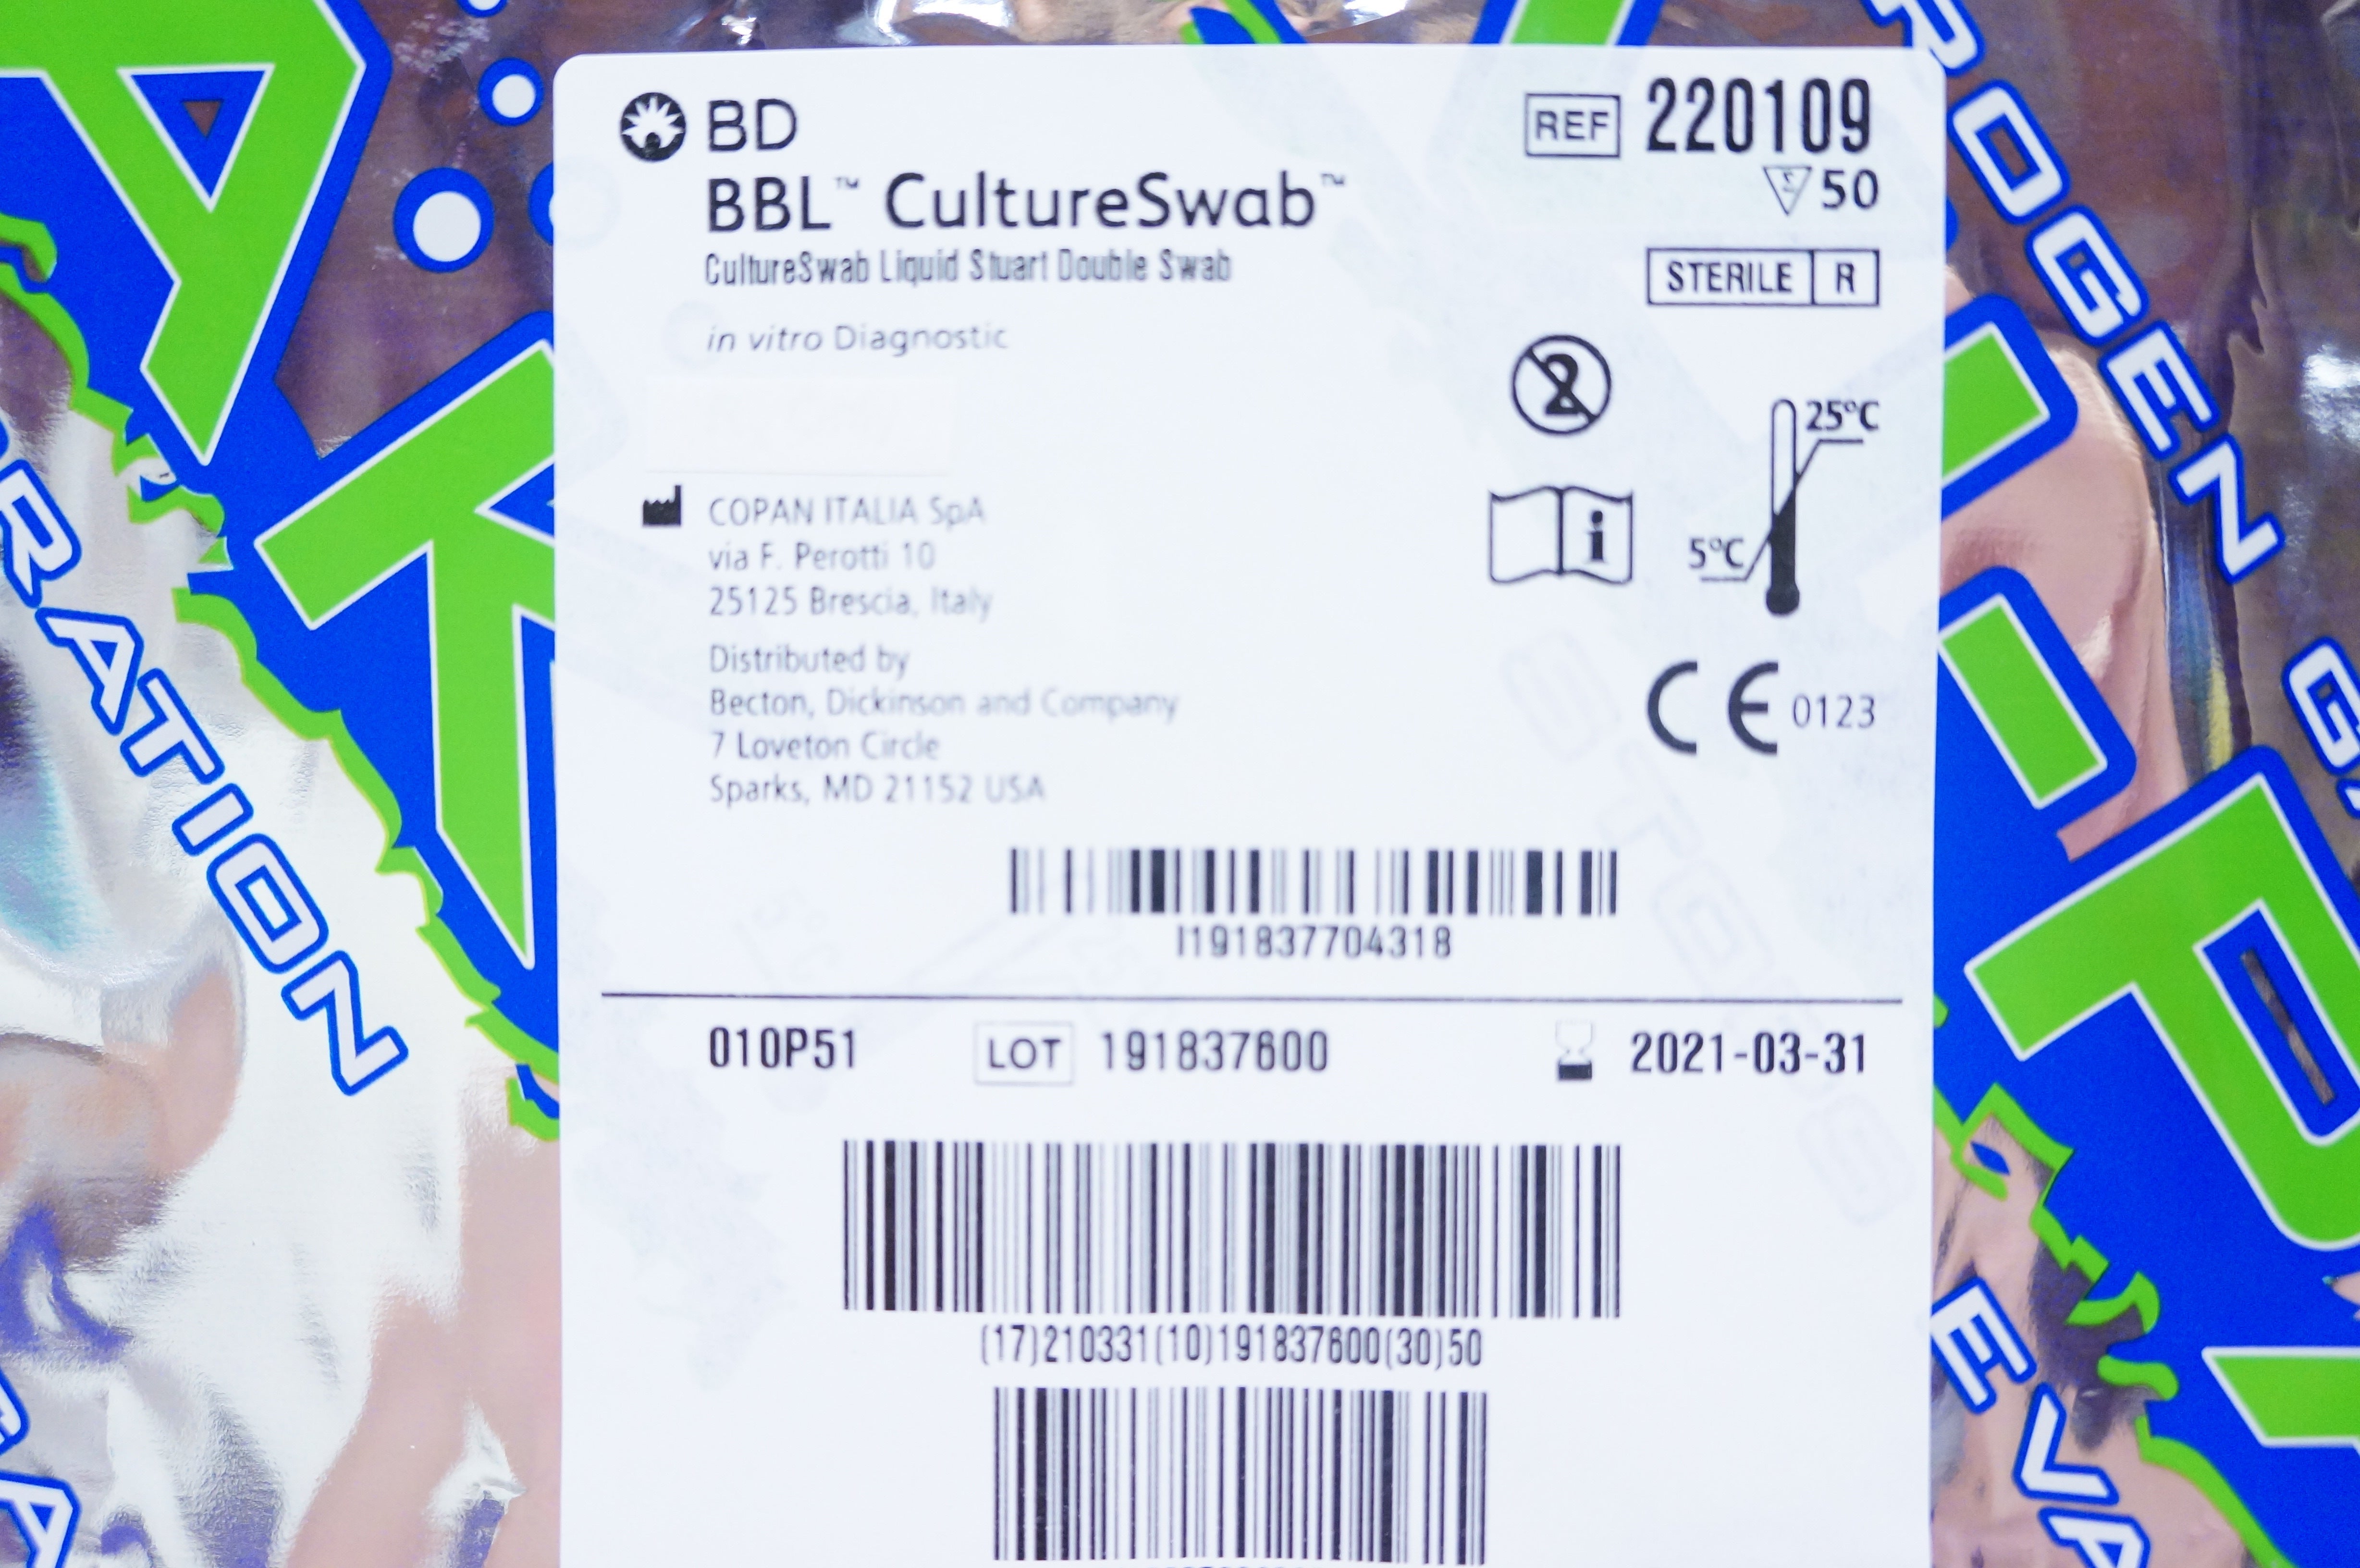 BD
REF 220109
BBL™ CultureSwab™
50
CultureSwab Liquid Stuart Double Swab
STERILE R
in vitro Diagnostic
2
25°C
5°C
COPAN ITALIA SpA
via F. Perotti 10
25125 Brescia, Italy
Distributed by
Becton, Dickinson and Company
7 Loveton Circle
Sparks, MD 21152 USA
CE 0123
I191837704318
010P51 LOT 191837600 2021-03-31
(17)210331(10)191837600(30)50